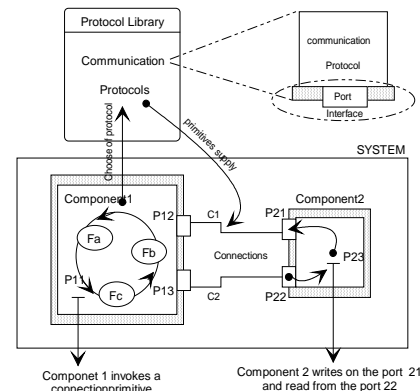 Protocol Library
Communication
Protocols
communication
Protocol
Port
Interface
Choose of protocol
primitives supply
SYSTEM
Component1
Component2
P12
C1
P21
Fa
Fb
Connections
P23
P11
Fc
P13
C2
P22
Componet 1 invokes a
connectionprimitive
Component 2 writes on the port 21
and read from the port 22